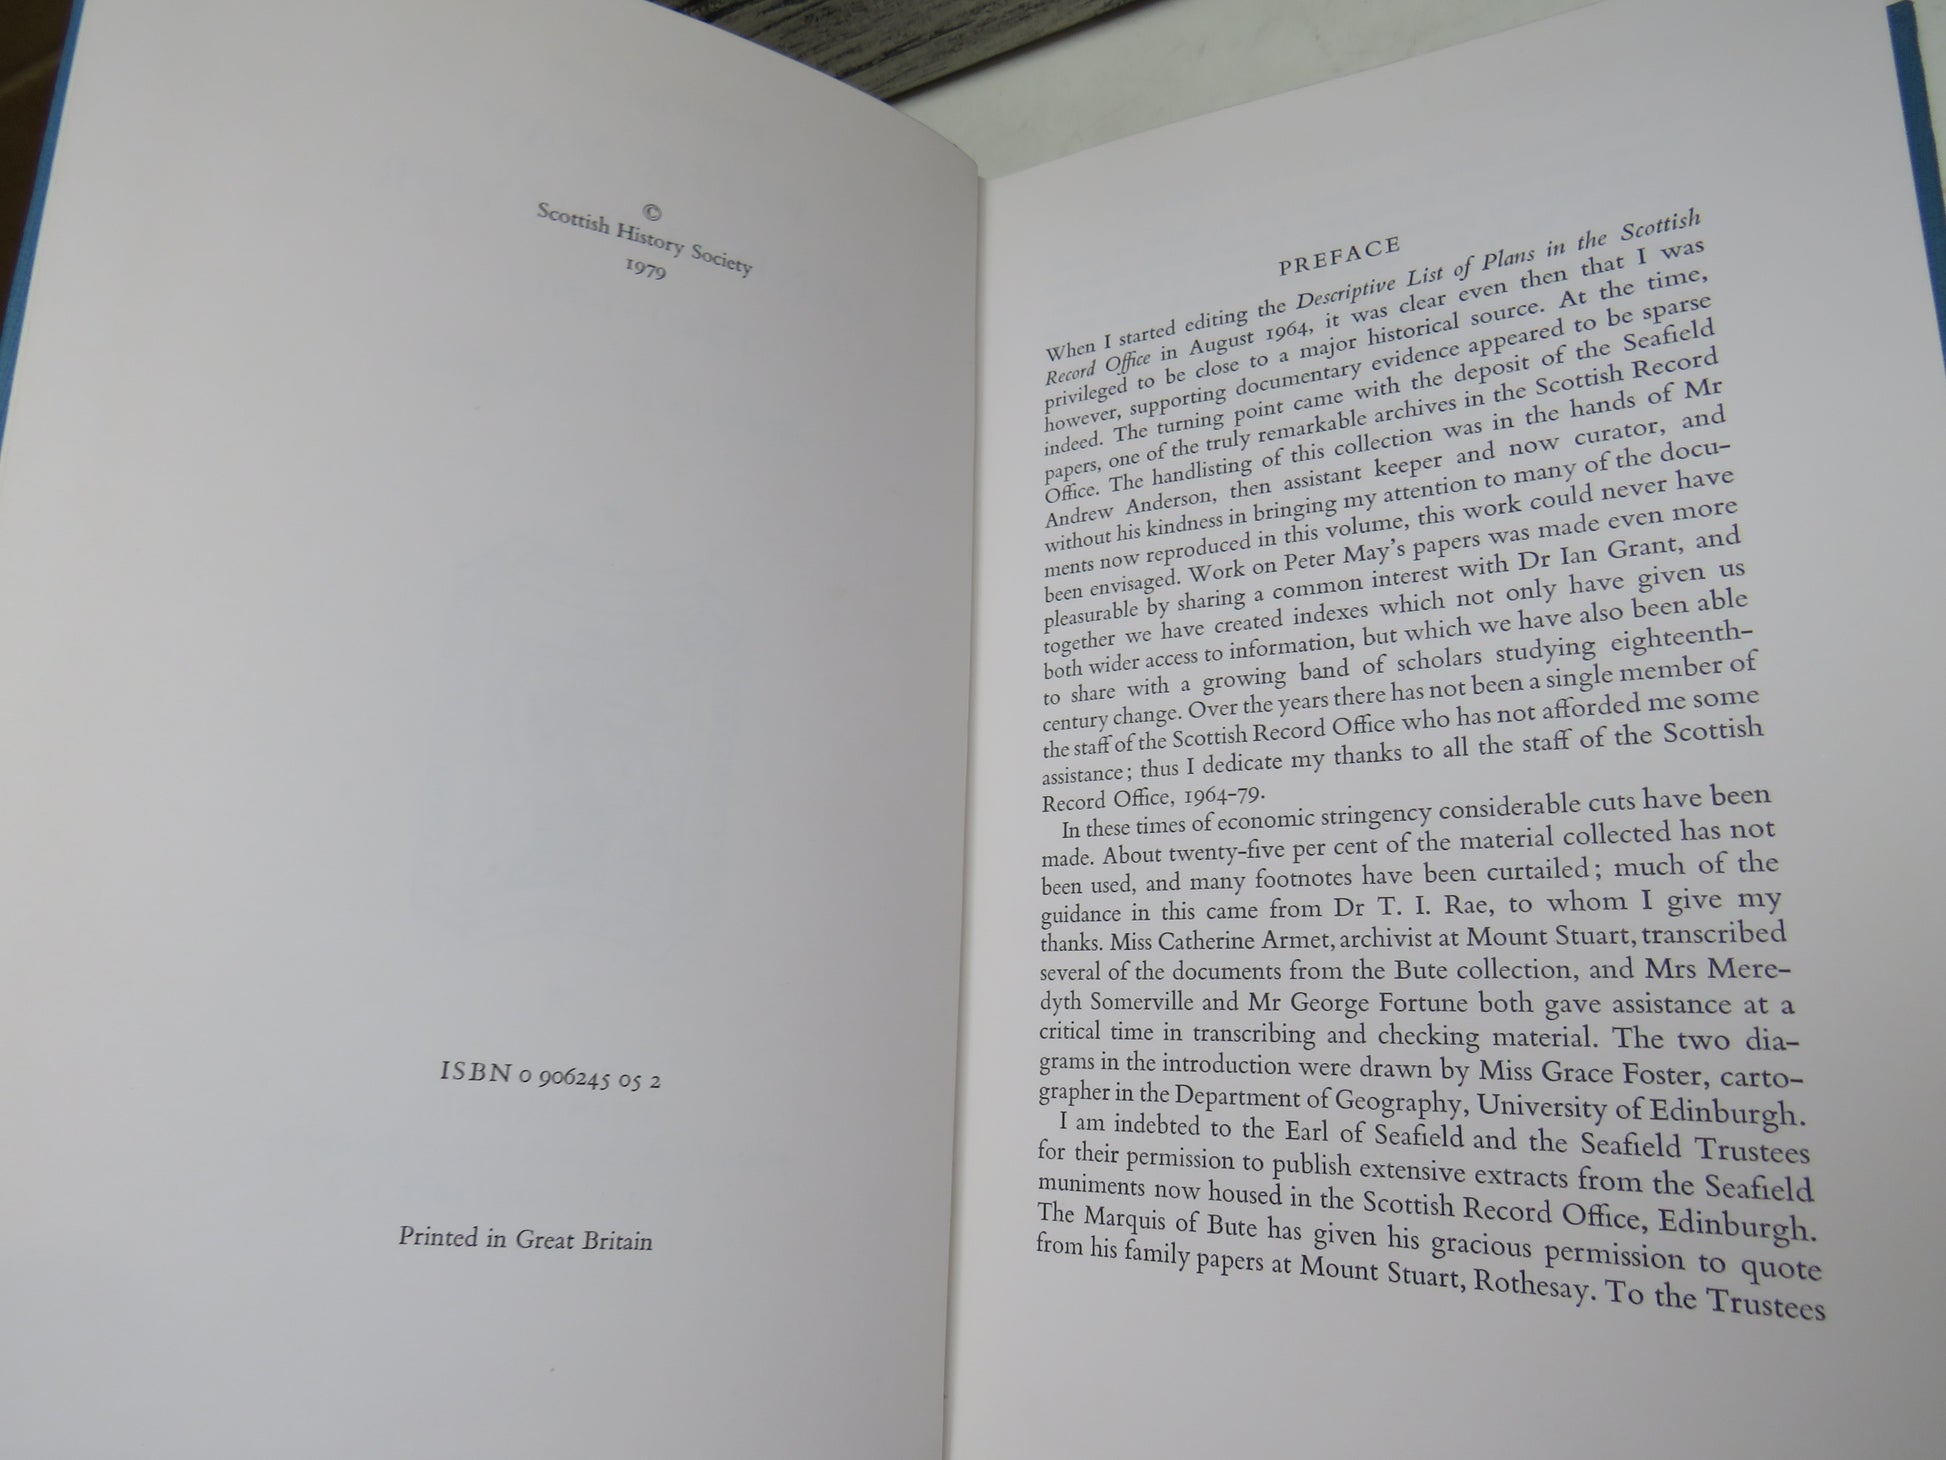 ©
Scottish History Society
1979
ISBN 0 906245 05 2
Printed in Great Britain
PREFACE
When I started editing the Descriptive List of Plans in the Scottish
Record Office in August 1964, it was clear even then that I was
privileged to be close to a major historical source. At the time,
however, supporting documentary evidence appeared to be sparse
indeed. The turning point came with the deposit of the Seafield
papers, one of the truly remarkable archives in the Scottish Record
Office. The handlisting of this collection was in the hands of Mr
Andrew Anderson, then assistant keeper and now curator, and
without his kindness in bringing my attention to many of the docu-
ments now reproduced in this volume, this work could never have
been envisaged. Work on Peter May's papers was made even more
pleasurable by sharing a common interest with Dr Ian Grant, and
together we have created indexes which not only have given us
both wider access to information, but which we have also been able
to share with a growing band of scholars studying eighteenth-
century change. Over the years there has not been a single member of
the staff of the Scottish Record Office who has not afforded me some
assistance; thus I dedicate my thanks to all the staff of the Scottish
Record Office, 1964-79.
In these times of economic stringency considerable cuts have been
made. About twenty-five per cent of the material collected has not
been used, and many footnotes have been curtailed; much of the
guidance in this came from Dr T. I. Rae, to whom I give my
thanks. Miss Catherine Armet, archivist at Mount Stuart, transcribed
several of the documents from the Bute collection, and Mrs Mere-
dyth Somerville and Mr George Fortune both gave assistance at a
critical time in transcribing and checking material. The two dia-
grams in the introduction were drawn by Miss Grace Foster, carto-
grapher in the Department of Geography, University of Edinburgh.
I am indebted to the Earl of Seafield and the Seafield Trustees
for their permission to publish extensive extracts from the Seafield
muniments now housed in the Scottish Record Office, Edinburgh.
The Marquis of Bute has given his gracious permission to quote
from his family papers at Mount Stuart, Rothesay. To the Trustees